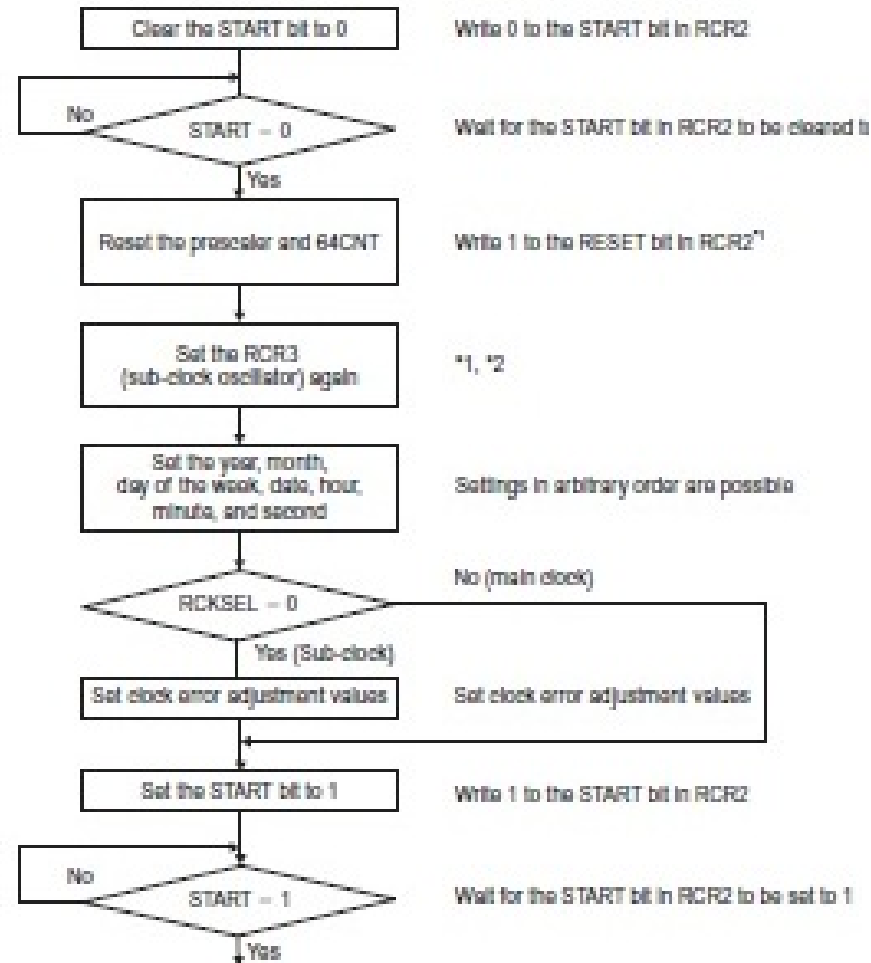 Clear the START bit to 0
Write 0 to the START bit in RCR2
No
START = 0
Wait for the START bit in RCR2 to be cleared
Yes
Reset the prescaler and 64CNT
Write 1 to the RESET bit in RCR2*1
Set the RCR3
(sub-clock oscillator) again
*1, *2
Set the year, month,
day of the week, date, hour,
minute, and second
Settings in arbitrary order are possible
No (main clock)
RCKSEL = 0
Yes (Sub-clock)
Set clock error adjustment values
Set clock error adjustment values
Set the START bit to 1
Write 1 to the START bit in RCR2
No
START = 1
Wait for the START bit in RCR2 to be set to 1
Yes